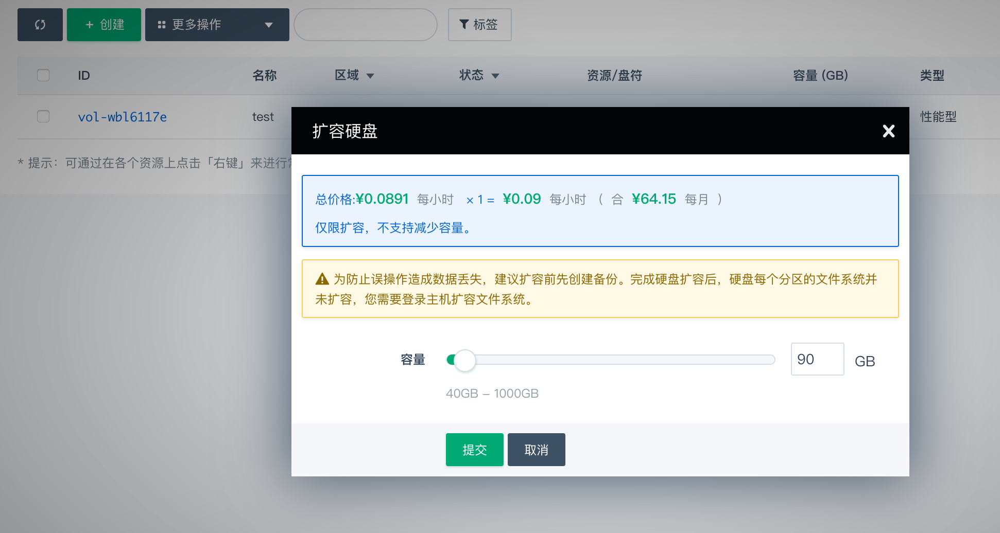 + 创建 更多操作 标签
ID 名称 区域 状态 资源/盘符 容量 (GB) 类型
vol-wbl6117e test 性能型
* 提示：可通过在各个资源上点击「右键」来进行
扩容硬盘
总价格:¥0.0891 每小时 × 1 = ¥0.09 每小时 ( 合 ¥64.15 每月 )
仅限扩容，不支持减少容量。
为防止误操作造成数据丢失，建议扩容前先创建备份。完成硬盘扩容后，硬盘每个分区的文件系统并
未扩容，您需要登录主机扩容文件系统。
容量 90 GB
40GB – 1000GB
提交 取消